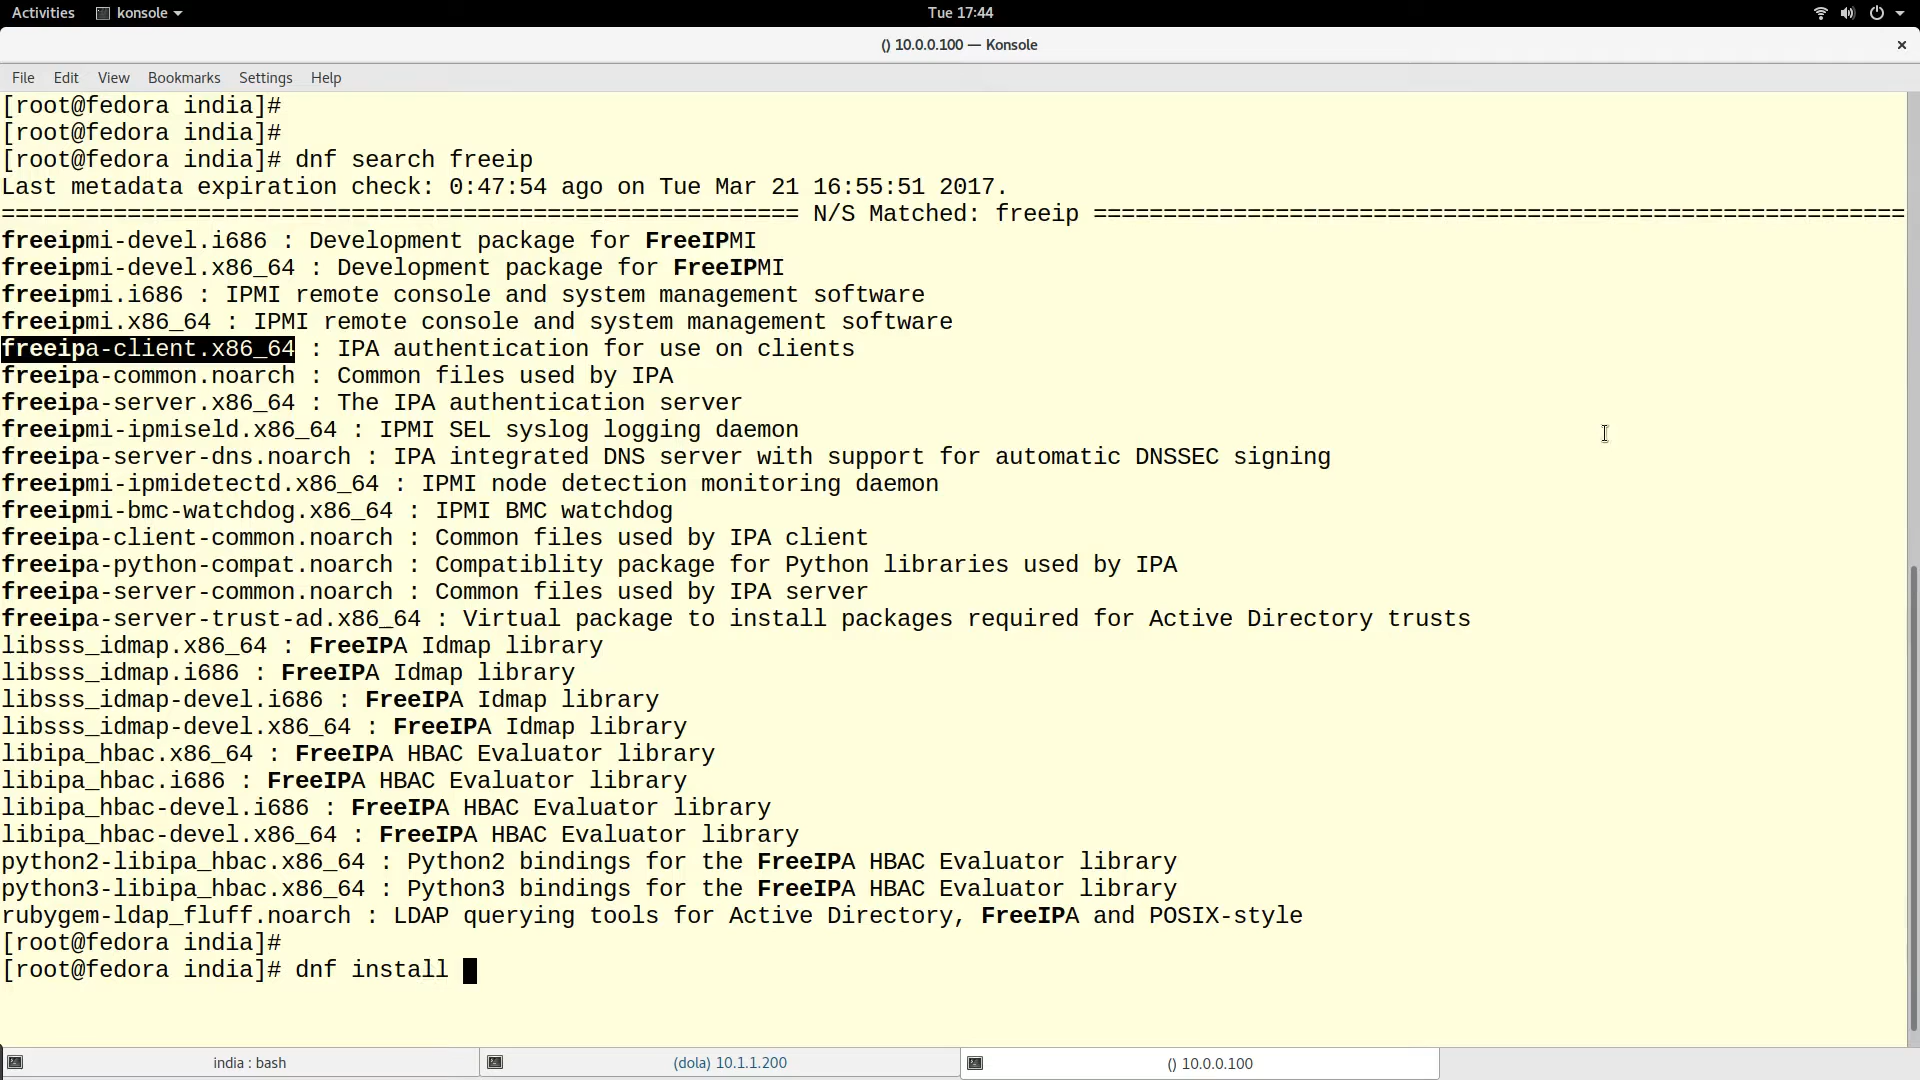 Activities konsole Tue 17:44
() 10.0.0.100 — Konsole ×
File Edit View Bookmarks Settings Help
[root@fedora india]#
[root@fedora india]#
[root@fedora india]# dnf search freeip
Last metadata expiration check: 0:47:54 ago on Tue Mar 21 16:55:51 2017.
========================================================= N/S Matched: freeip ==========================================================
freeipmi-devel.i686 : Development package for FreeIPMI
freeipmi-devel.x86_64 : Development package for FreeIPMI
freeipmi.i686 : IPMI remote console and system management software
freeipmi.x86_64 : IPMI remote console and system management software
freeipa-client.x86_64 : IPA authentication for use on clients
freeipa-common.noarch : Common files used by IPA
freeipa-server.x86_64 : The IPA authentication server
freeipmi-ipmiseld.x86_64 : IPMI SEL syslog logging daemon
freeipa-server-dns.noarch : IPA integrated DNS server with support for automatic DNSSEC signing
freeipmi-ipmidetectd.x86_64 : IPMI node detection monitoring daemon
freeipmi-bmc-watchdog.x86_64 : IPMI BMC watchdog
freeipa-client-common.noarch : Common files used by IPA client
freeipa-python-compat.noarch : Compatiblity package for Python libraries used by IPA
freeipa-server-common.noarch : Common files used by IPA server
freeipa-server-trust-ad.x86_64 : Virtual package to install packages required for Active Directory trusts
libsss_idmap.x86_64 : FreeIPA Idmap library
libsss_idmap.i686 : FreeIPA Idmap library
libsss_idmap-devel.i686 : FreeIPA Idmap library
libsss_idmap-devel.x86_64 : FreeIPA Idmap library
libipa_hbac.x86_64 : FreeIPA HBAC Evaluator library
libipa_hbac.i686 : FreeIPA HBAC Evaluator library
libipa_hbac-devel.i686 : FreeIPA HBAC Evaluator library
libipa_hbac-devel.x86_64 : FreeIPA HBAC Evaluator library
python2-libipa_hbac.x86_64 : Python2 bindings for the FreeIPA HBAC Evaluator library
python3-libipa_hbac.x86_64 : Python3 bindings for the FreeIPA HBAC Evaluator library
rubygem-ldap_fluff.noarch : LDAP querying tools for Active Directory, FreeIPA and POSIX-style
[root@fedora india]#
[root@fedora india]# dnf install
india : bash (dola) 10.1.1.200 () 10.0.0.100